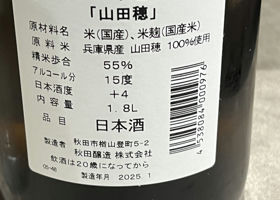 「山田穂」
原材料名 米(国産)、米麹(国産米)
原料米 兵庫県産 山田穂 100%使用
精米歩合 55%
アルコール分 15度
日本酒度 +4
内容量 1.8L
品目 日本酒
製造者 秋田市楢山登町5-2
秋田醸造 株式会社
飲酒は20歳になってから
製造年月 2025.1
4538084000976